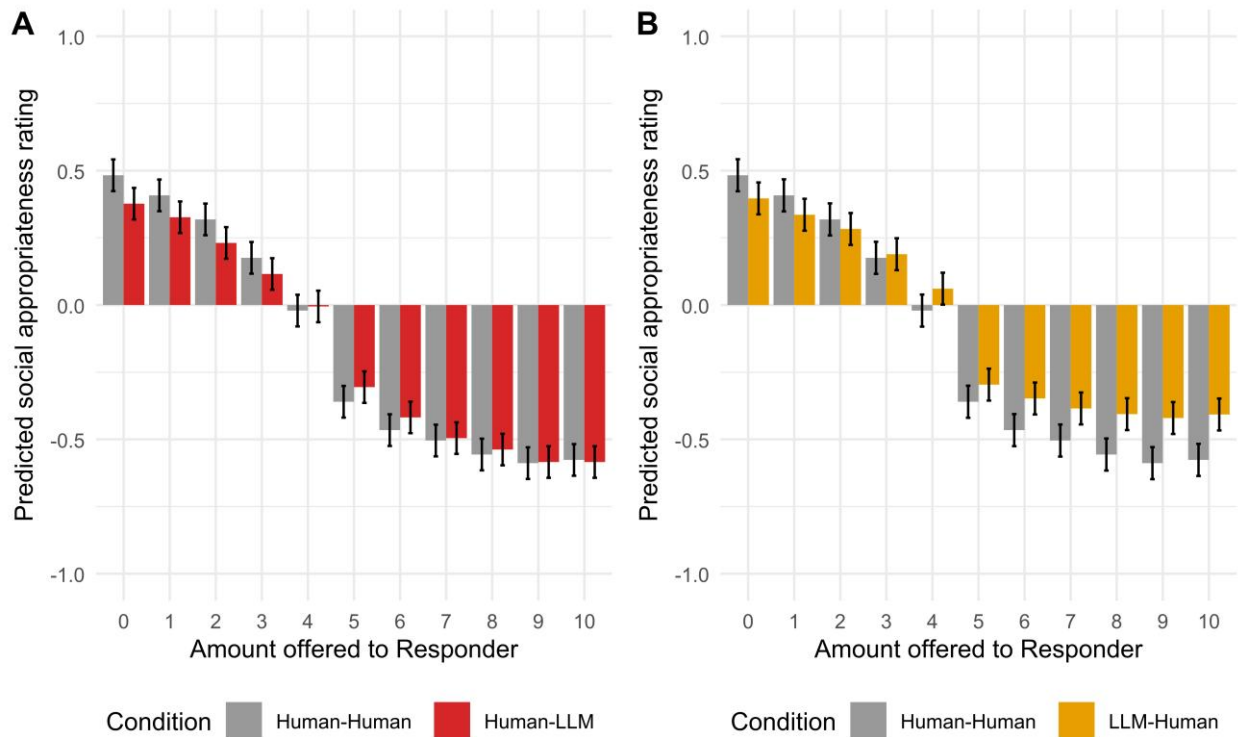 A
Predicted social appropriateness rating
1.0
0.5
0.0
-0.5
-1.0
0 1 2 3 4 5 6 7 8 9 10
Amount offered to Responder
Condition Human-Human Human-LLM
B
Predicted social appropriateness rating
1.0
0.5
0.0
-0.5
-1.0
0 1 2 3 4 5 6 7 8 9 10
Amount offered to Responder
Condition Human-Human LLM-Human